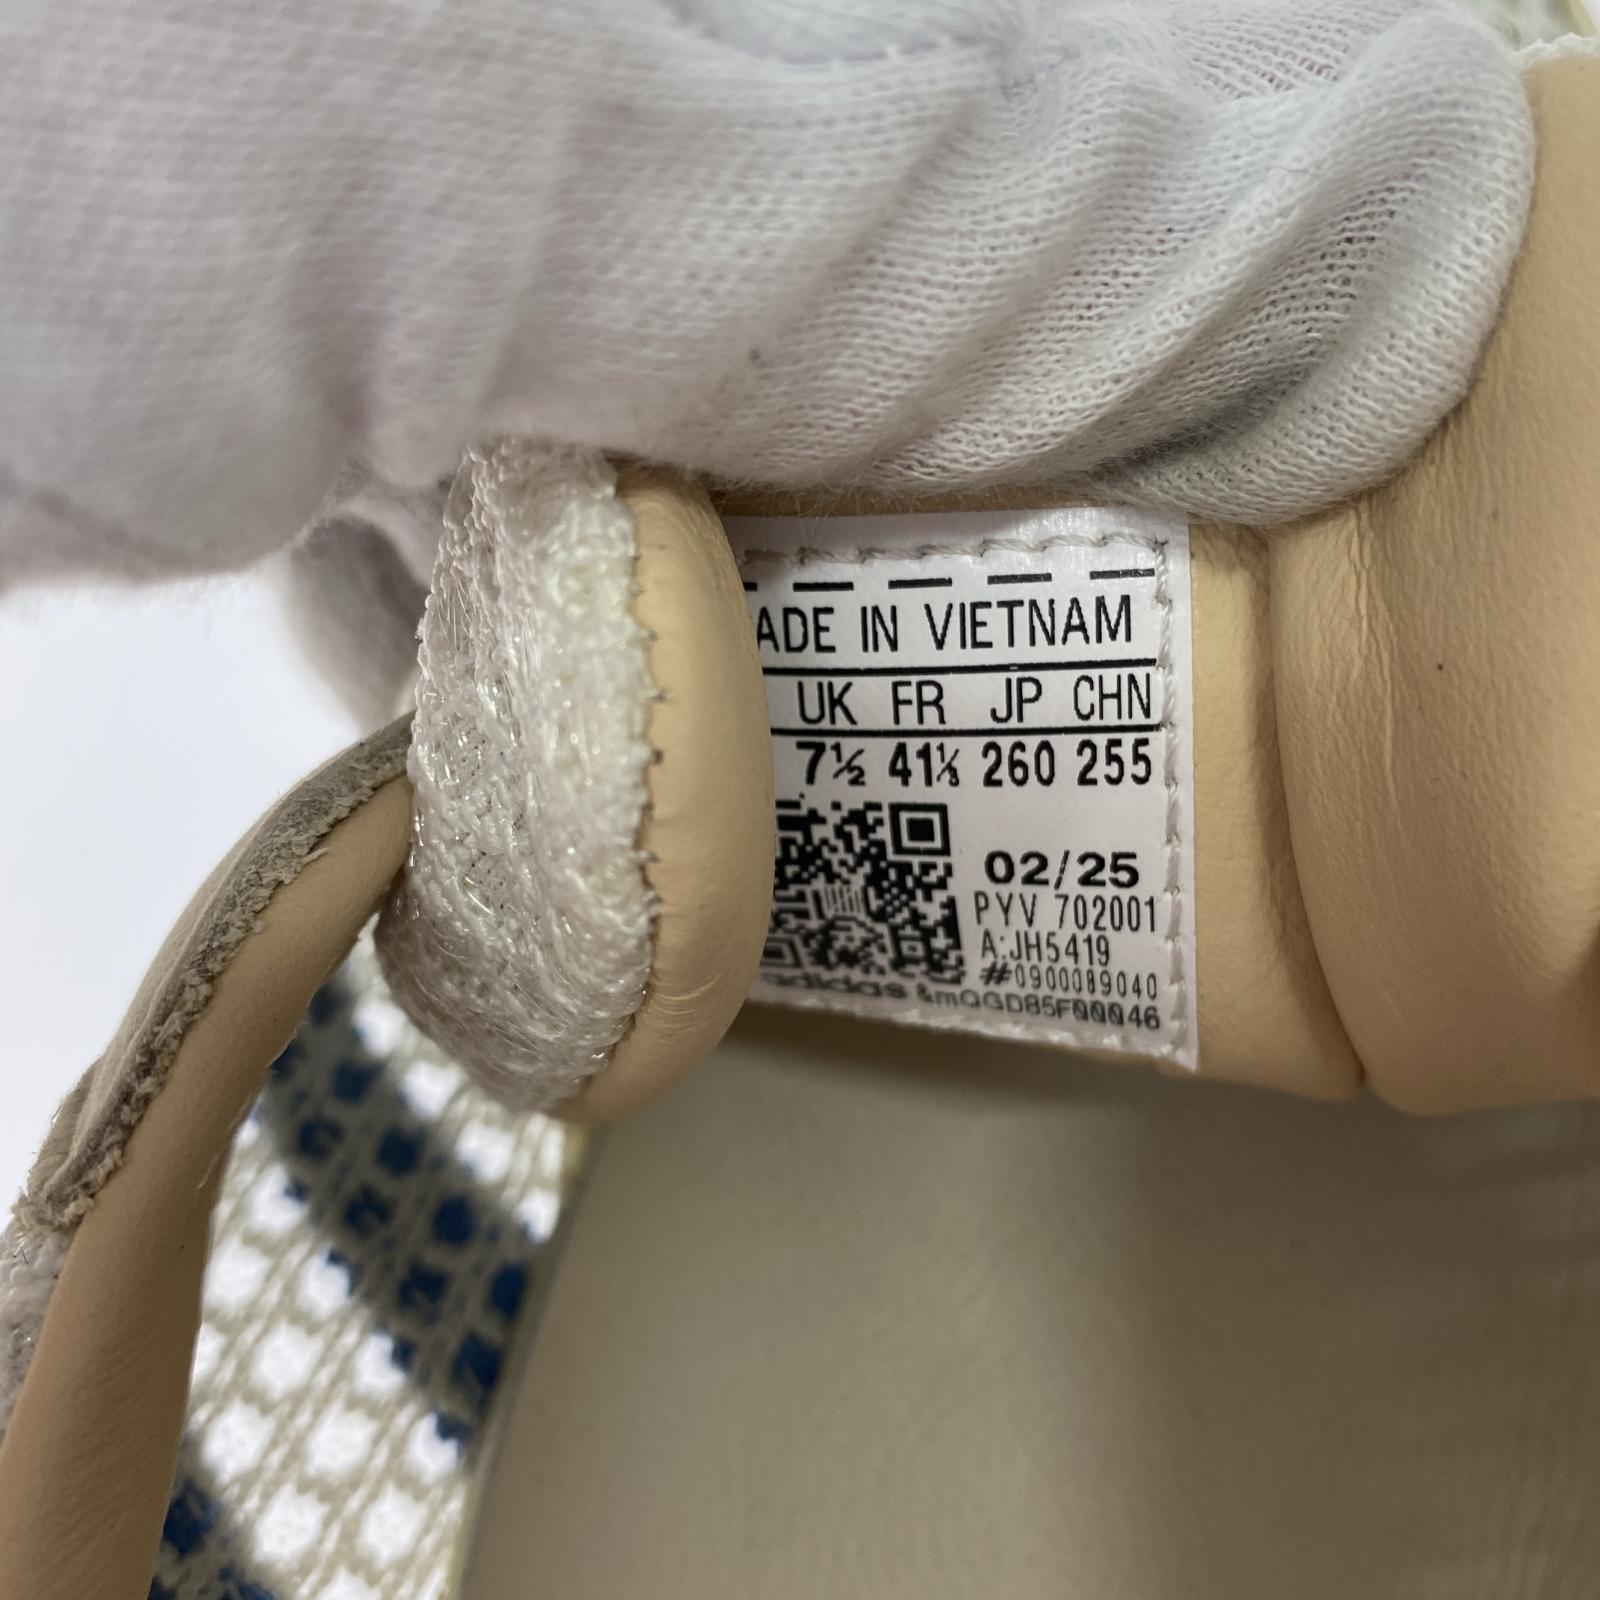 ADE IN VIETNAM
UK FR JP CHN
7½ 41⅓ 260 255
02/25
PYV 702001
A:JH5419
#0900089040
adidas &mQGD85F00046